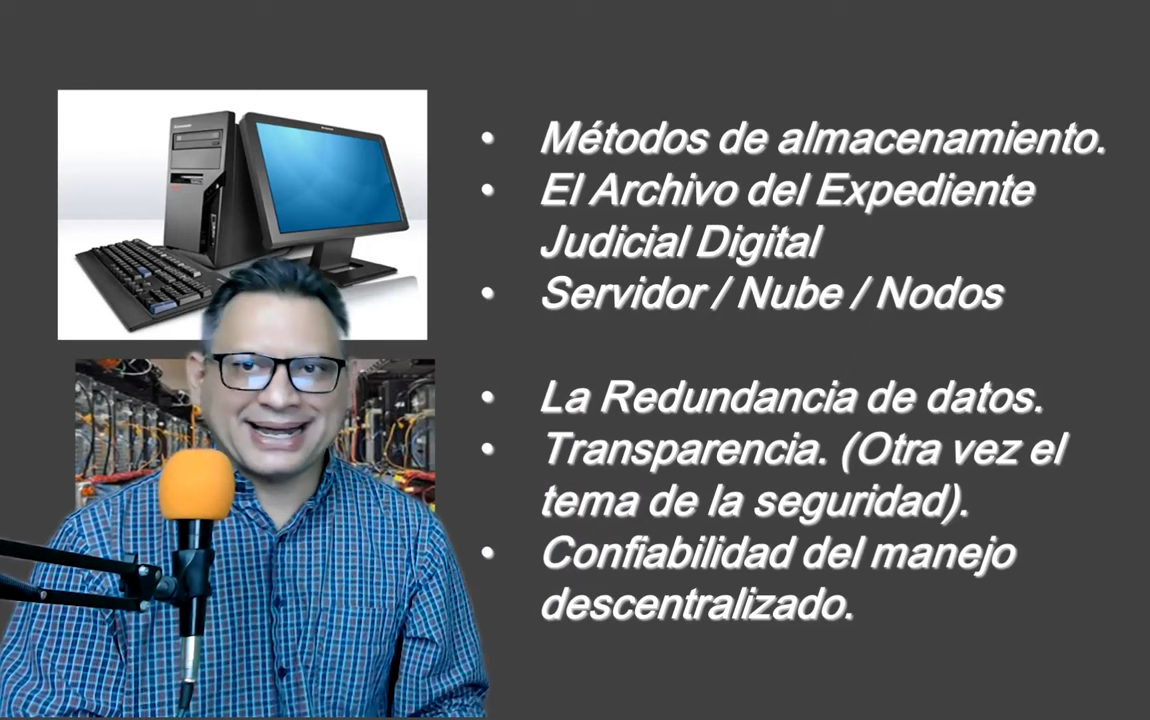 • Métodos de almacenamiento.
• El Archivo del Expediente
Judicial Digital
• Servidor / Nube / Nodos
• La Redundancia de datos.
• Transparencia. (Otra vez el
tema de la seguridad).
• Confiabilidad del manejo
descentralizado.